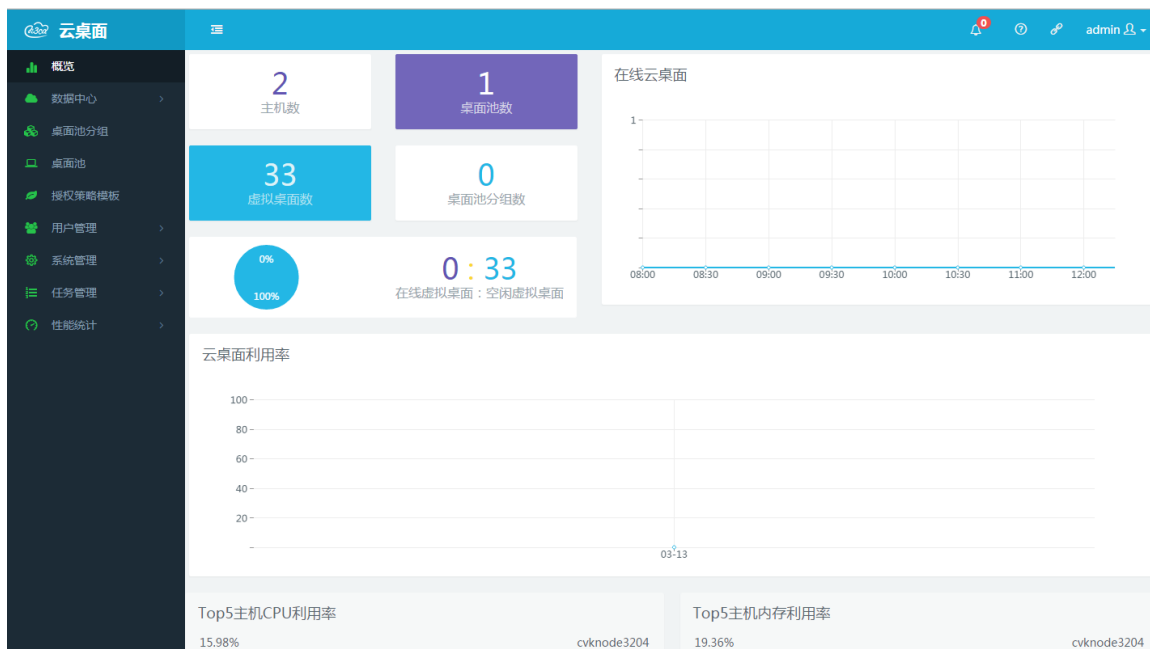 云桌面
0
admin
概览
数据中心
桌面池分组
桌面池
授权策略模板
用户管理
系统管理
任务管理
性能统计
2
主机数
1
桌面池数
33
虚拟桌面数
0
桌面池分组数
0%
100%
0 : 33
在线虚拟桌面：空闲虚拟桌面
在线云桌面
1
08:00 08:30 09:00 09:30 10:00 10:30 11:00 12:00
云桌面利用率
100
80
60
40
20
03-13
Top5主机CPU利用率
15.98% cvknode3204
Top5主机内存利用率
19.36% cvknode3204